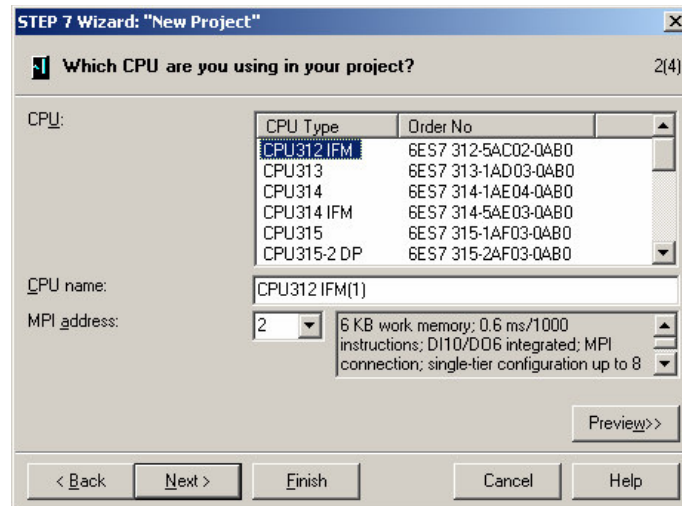 STEP 7 Wizard: "New Project"
Which CPU are you using in your project? 2(4)
CPU:
CPU Type Order No
CPU312 IFM 6ES7 312-5AC02-0AB0
CPU313 6ES7 313-1AD03-0AB0
CPU314 6ES7 314-1AE04-0AB0
CPU314 IFM 6ES7 314-5AE03-0AB0
CPU315 6ES7 315-1AF03-0AB0
CPU315-2 DP 6ES7 315-2AF03-0AB0
CPU name: CPU312 IFM(1)
MPI address: 2 6 KB work memory; 0.6 ms/1000
instructions; DI10/DO6 integrated; MPI
connection; single-tier configuration up to 8
Preview>>
< Back Next > Finish Cancel Help